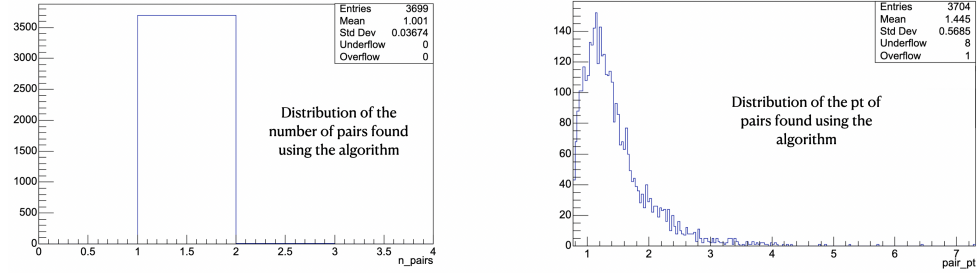 Entries 3699
Mean 1.001
Std Dev 0.03674
Underflow 0
Overflow 0
3500
3000
2500
2000
1500
1000
500
0
Distribution of the
number of pairs found
using the algorithm
0 0.5 1 1.5 2 2.5 3 3.5 4
n_pairs
Entries 3704
Mean 1.445
Std Dev 0.5685
Underflow 8
Overflow 1
140
120
100
80
60
40
20
0
Distribution of the pt of
pairs found using the
algorithm
1 2 3 4 5 6 7
pair_pt